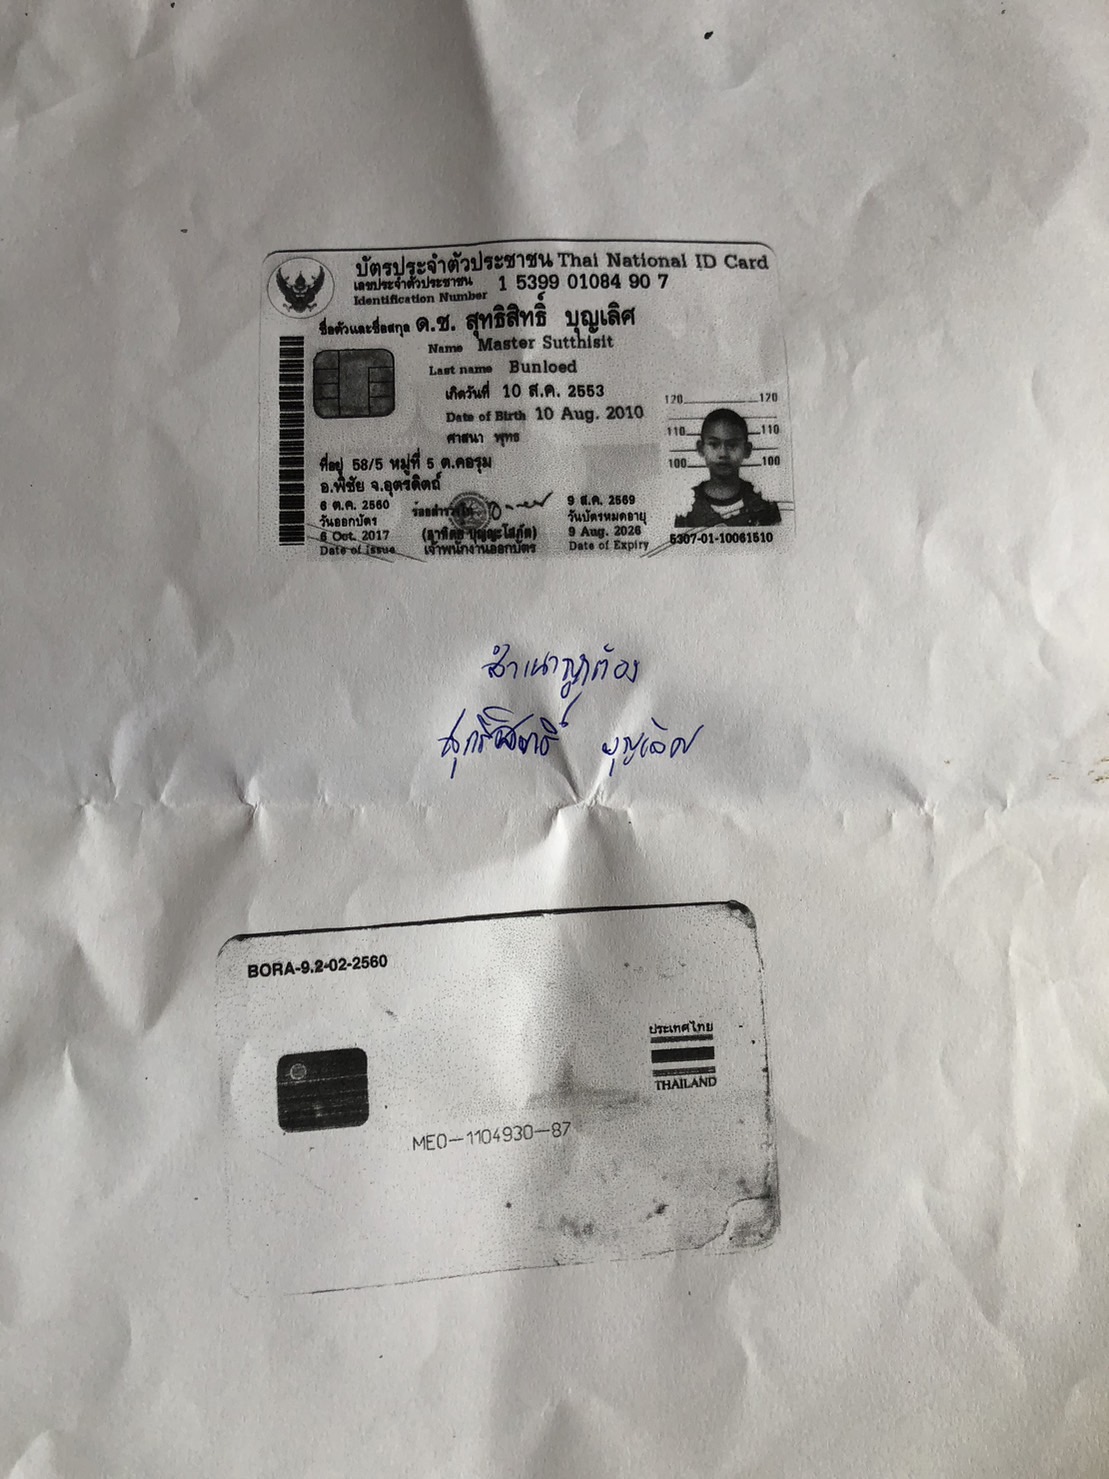 บัตรประจำตัวประชาชน Thai National ID Card
เลขประจำตัวประชาชน 1 5399 01084 90 7
Identification Number
ชื่อตัวและชื่อสกุล ด.ช. สุทธิสิทธิ์ บุญเลิศ
Name Master Sutthisit
Last name Bunloed
เกิดวันที่ 10 ส.ค. 2553
Date of Birth 10 Aug. 2010
ศาสนา พุทธ
ที่อยู่ 58/5 หมู่ที่ 5 ต.คอรุม
อ.พิชัย จ.อุตรดิตถ์
6 ต.ค. 2560
วันออกบัตร
6 Oct. 2017
Date of Issue
เจ้าพนักงานออกบัตร
9 ส.ค. 2569
วันบัตรหมดอายุ
9 Aug. 2026
Date of Expiry
120 120
110 110
100 100
5307-01-10061510
สำเนาถูกต้อง
สุทธิสิทธิ์ บุญเลิศ
BORA-9.2-02-2560
ประเทศไทย
THAILAND
ME0-1104930-87